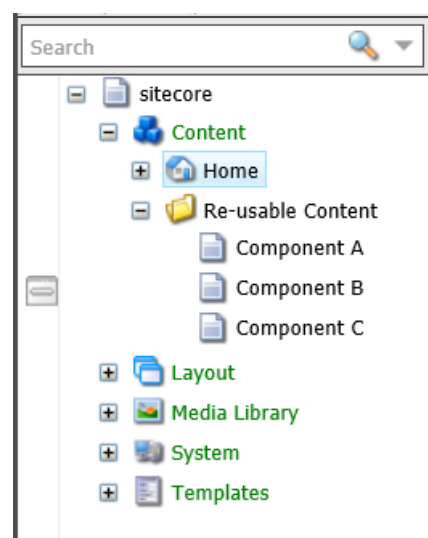 Search
sitecore
Content
Home
Re-usable Content
Component A
Component B
Component C
Layout
Media Library
System
Templates